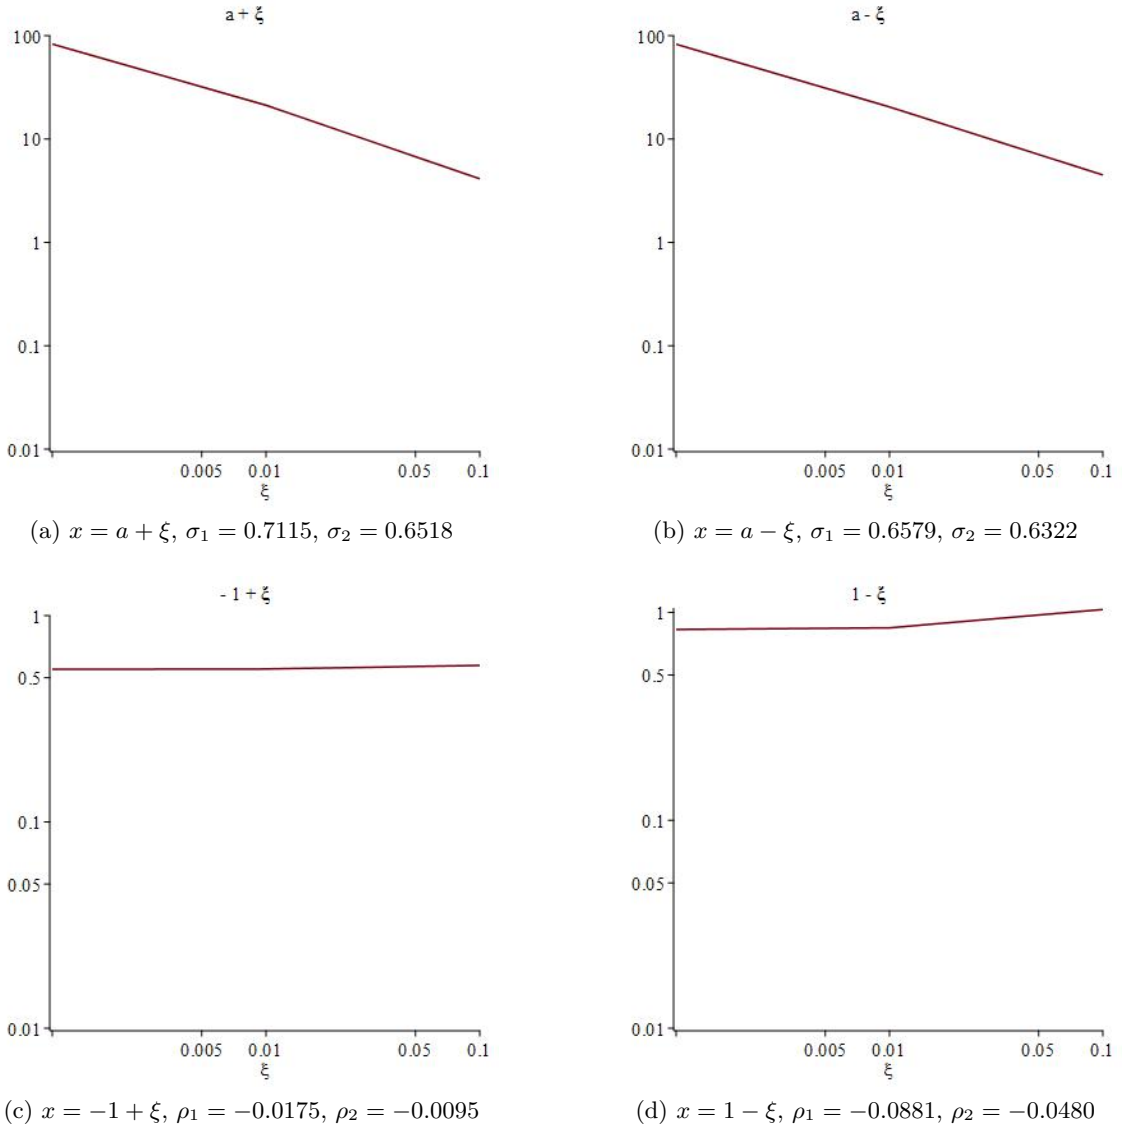 a + ξ
100
10
1
0.1
0.01
0.005 0.01 0.05 0.1
ξ
(a) x = a + ξ, σ₁ = 0.7115, σ₂ = 0.6518
a - ξ
100
10
1
0.1
0.01
0.005 0.01 0.05 0.1
ξ
(b) x = a − ξ, σ₁ = 0.6579, σ₂ = 0.6322
- 1 + ξ
1
0.5
0.1
0.05
0.01
0.005 0.01 0.05 0.1
ξ
(c) x = −1 + ξ, ρ₁ = −0.0175, ρ₂ = −0.0095
1 - ξ
1
0.5
0.1
0.05
0.01
0.005 0.01 0.05 0.1
ξ
(d) x = 1 − ξ, ρ₁ = −0.0881, ρ₂ = −0.0480